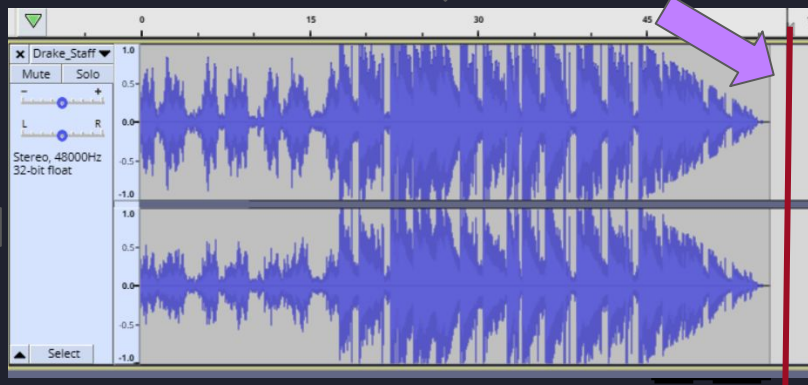 0 15 30 45
× Drake_Staff
Mute Solo
- +
L R
Stereo, 48000Hz
32-bit float
Select
1.0
0.5-
0.0-
-0.5-
-1.0
1.0
0.5-
0.0-
-0.5-
-1.0